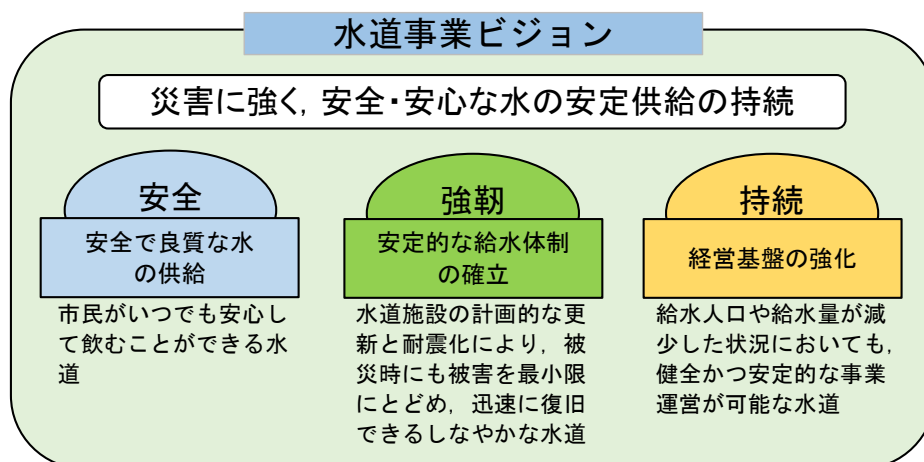 水道事業ビジョン
災害に強く，安全・安心な水の安定供給の持続
安全
安全で良質な水
の供給
市民がいつでも安心し
て飲むことができる水
道
強靭
安定的な給水体制
の確立
水道施設の計画的な更
新と耐震化により，被
災時にも被害を最小限
にとどめ，迅速に復旧
できるしなやかな水道
持続
経営基盤の強化
給水人口や給水量が減
少した状況においても，
健全かつ安定的な事業
運営が可能な水道